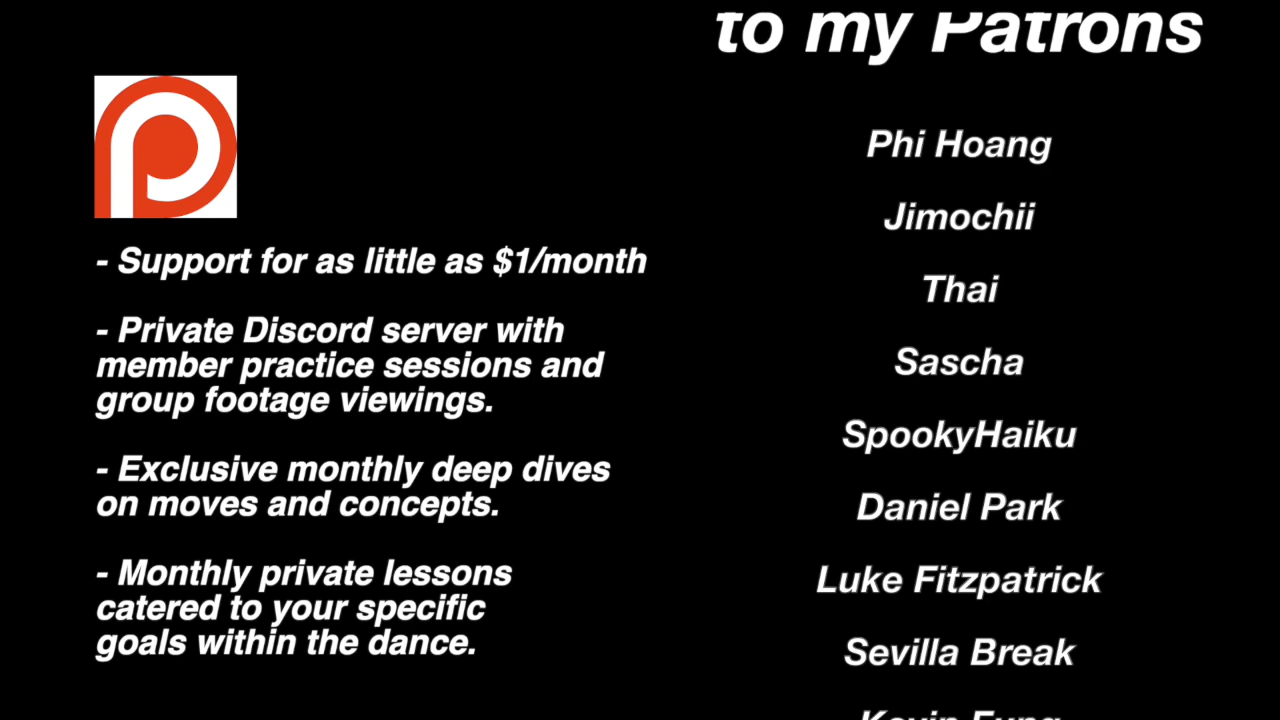 to my Patrons
- Support for as little as $1/month
- Private Discord server with
member practice sessions and
group footage viewings.
- Exclusive monthly deep dives
on moves and concepts.
- Monthly private lessons
catered to your specific
goals within the dance.
Phi Hoang
Jimochii
Thai
Sascha
SpookyHaiku
Daniel Park
Luke Fitzpatrick
Sevilla Break
Kevin Fung